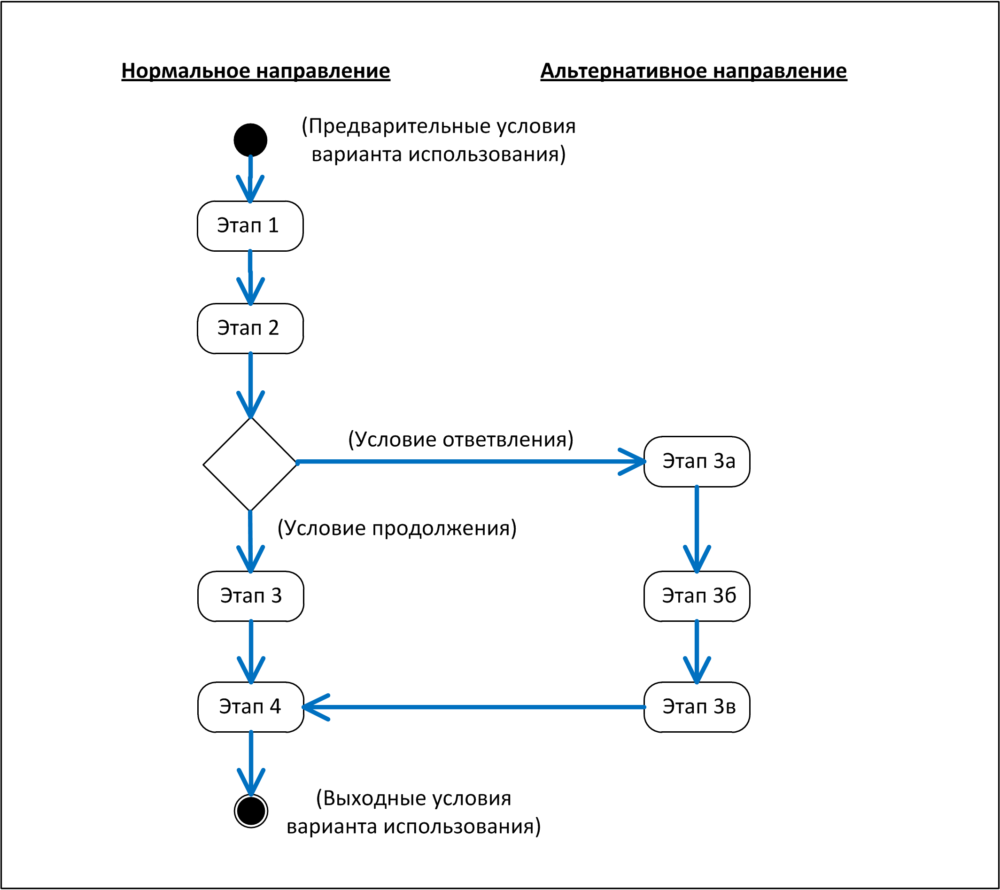 Нормальное направление
Альтернативное направление
(Предварительные условия
варианта использования)
Этап 1
Этап 2
(Условие ответвления)
Этап 3а
(Условие продолжения)
Этап 3
Этап 3б
Этап 4
Этап 3в
(Выходные условия
варианта использования)